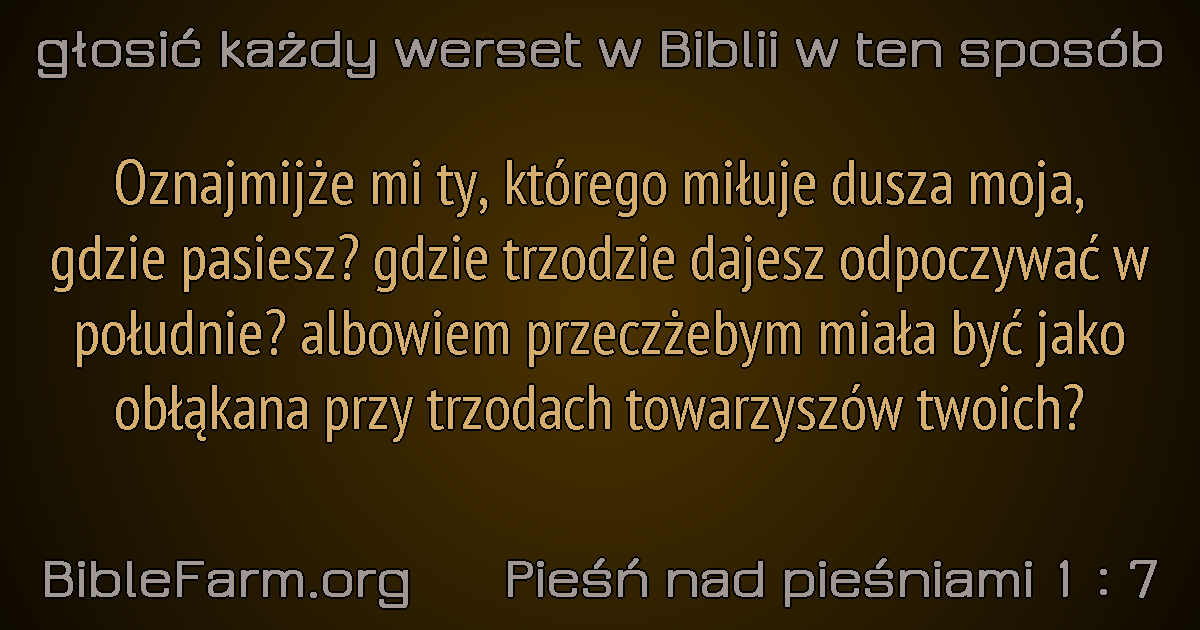 głosić każdy werset w Biblii w ten sposób
Oznajmijże mi ty, którego miłuje dusza moja,
gdzie pasiesz? gdzie trzodzie dajesz odpoczywać w
południe? albowiem przeczżebym miała być jako
obłąkana przy trzodach towarzyszów twoich?
BibleFarm.org Pieśń nad pieśniami 1 : 7